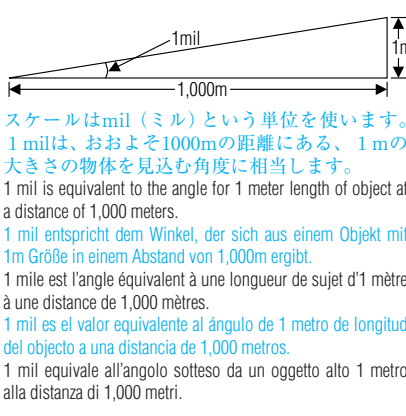 1mil
1m
1,000m
スケールはmil（ミル）という単位を使います。
１milは、おおよそ1000mの距離にある、１mの
大きさの物体を見込む角度に相当します。
1 mil is equivalent to the angle for 1 meter length of object at
a distance of 1,000 meters.
1 mil entspricht dem Winkel, der sich aus einem Objekt mit
1m Größe in einem Abstand von 1,000m ergibt.
1 mile est l'angle équivalent à une longueur de sujet d'1 mètre
à une distance de 1,000 mètres.
1 mil es el valor equivalente al ángulo de 1 metro de longitud
del objecto a una distancia de 1,000 metros.
1 mil equivale all'angolo sotteso da un oggetto alto 1 metro
alla distanza di 1,000 metri.